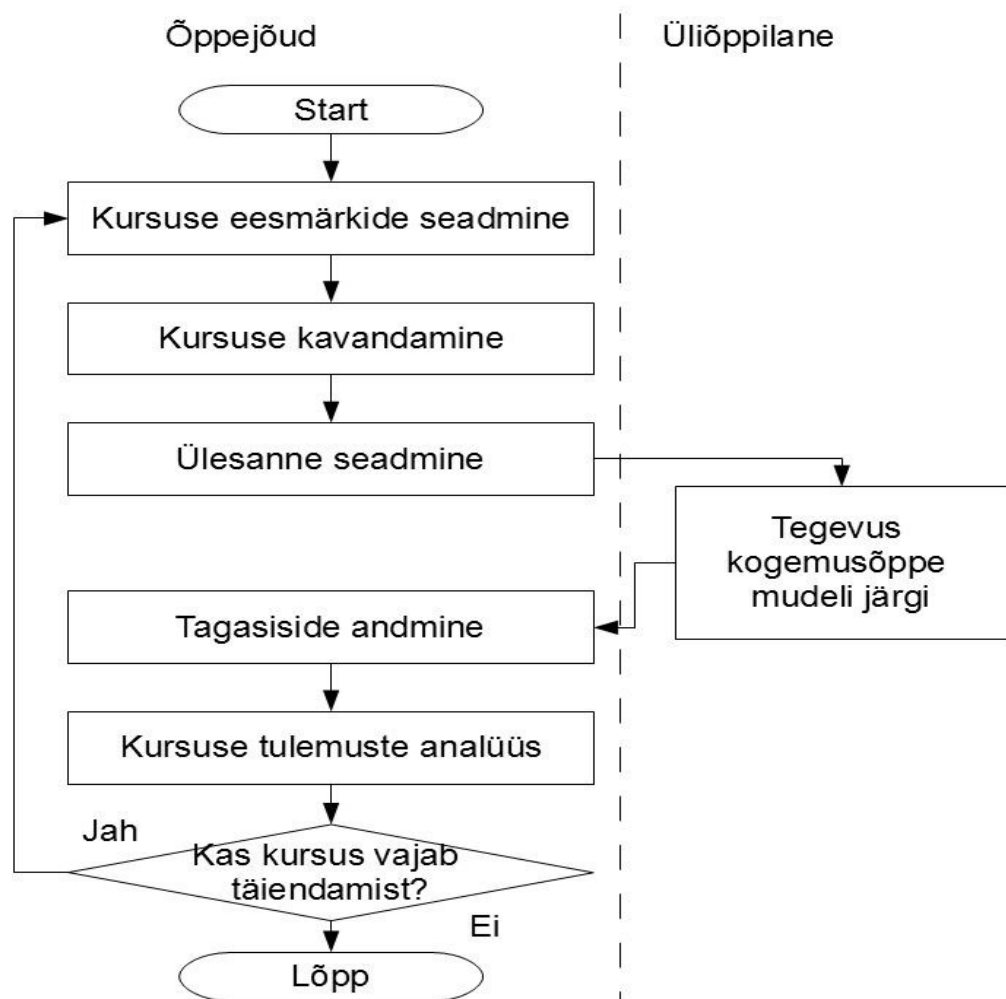 Õppejõud
Üliõppilane
Start
Kursuse eesmärkide seadmine
Kursuse kavandamine
Ülesanne seadmine
Tegevus
kogemusõppe
mudeli järgi
Tagasiside andmine
Kursuse tulemuste analüüs
Jah
Kas kursus vajab
täiendamist?
Ei
Lõpp